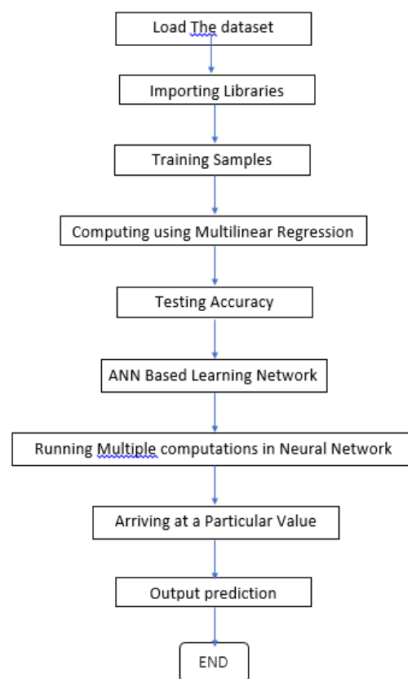 Load The dataset
Importing Libraries
Training Samples
Computing using Multilinear Regression
Testing Accuracy
ANN Based Learning Network
Running Multiple computations in Neural Network
Arriving at a Particular Value
Output prediction
END